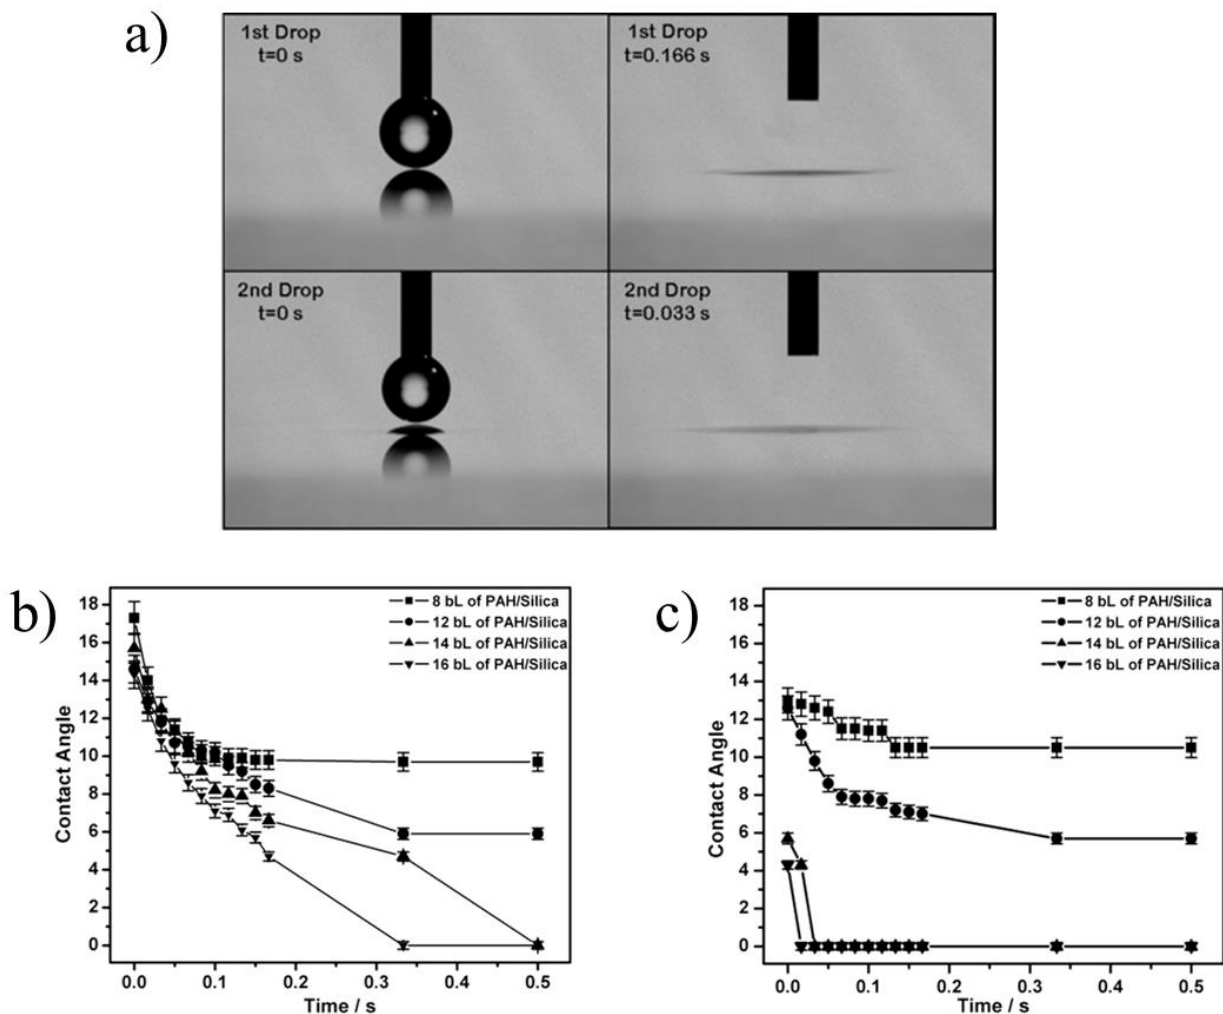 a)
1st Drop
t=0 s
1st Drop
t=0.166 s
2nd Drop
t=0 s
2nd Drop
t=0.033 s
b)
18
16
14
12
10
8
6
4
2
0
Contact Angle
8 bL of PAH/Silica
12 bL of PAH/Silica
14 bL of PAH/Silica
16 bL of PAH/Silica
0.0 0.1 0.2 0.3 0.4 0.5
Time / s
c)
18
16
14
12
10
8
6
4
2
0
Contact Angle
8 bL of PAH/Silica
12 bL of PAH/Silica
14 bL of PAH/Silica
16 bL of PAH/Silica
0.0 0.1 0.2 0.3 0.4 0.5
Time / s